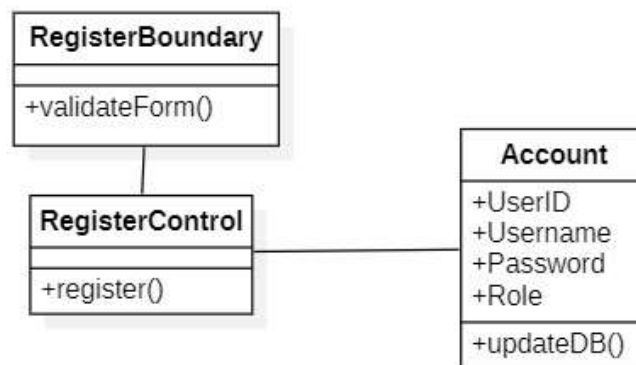 RegisterBoundary
+validateForm()
RegisterControl
+register()
Account
+UserID
+Username
+Password
+Role
+updateDB()